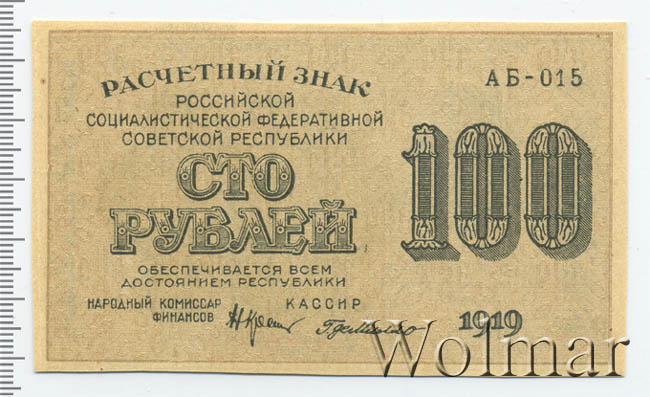 РАСЧЕТНЫЙ ЗНАК
РОССИЙСКОЙ
СОЦИАЛИСТИЧЕСКОЙ ФЕДЕРАТИВНОЙ
СОВЕТСКОЙ РЕСПУБЛИКИ
СТО
РУБЛЕЙ
ОБЕСПЕЧИВАЕТСЯ ВСЕМ
ДОСТОЯНИЕМ РЕСПУБЛИКИ
НАРОДНЫЙ КОМИССАР
ФИНАНСОВ
КАССИР
АБ-015
100
1919
Wolmar